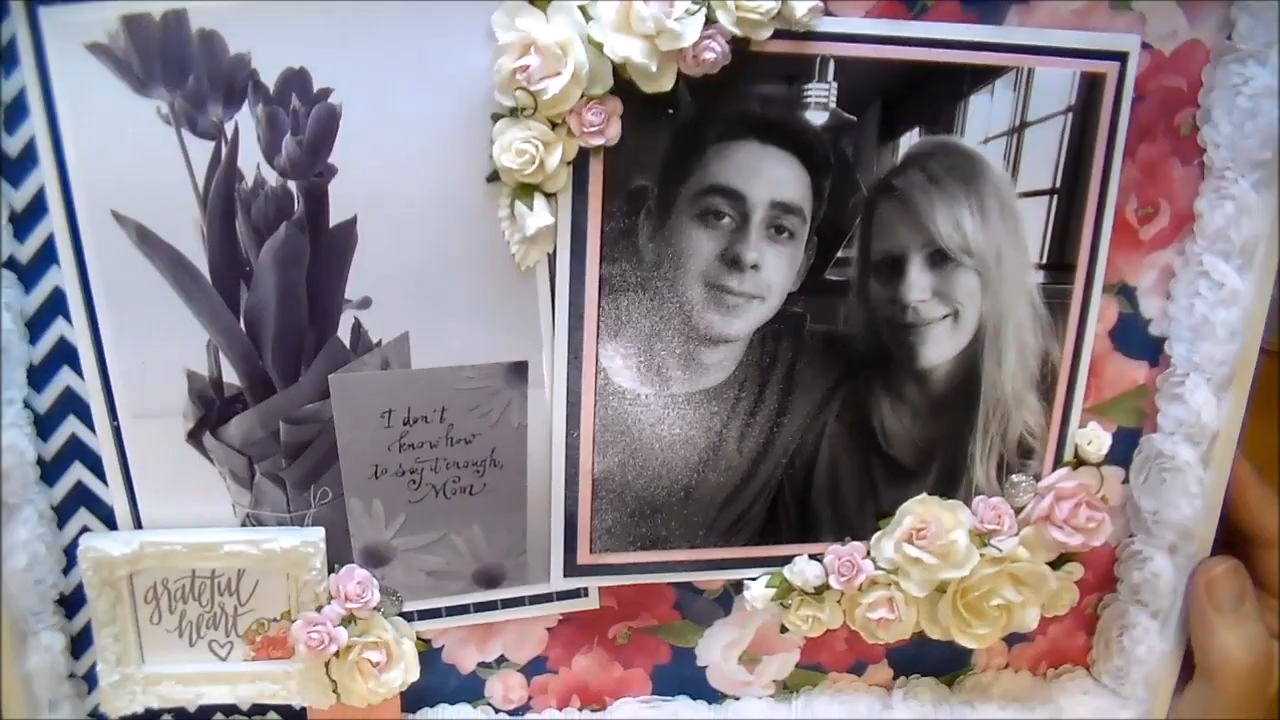 I don't
know how
to say it enough,
Mom
grateful
heart